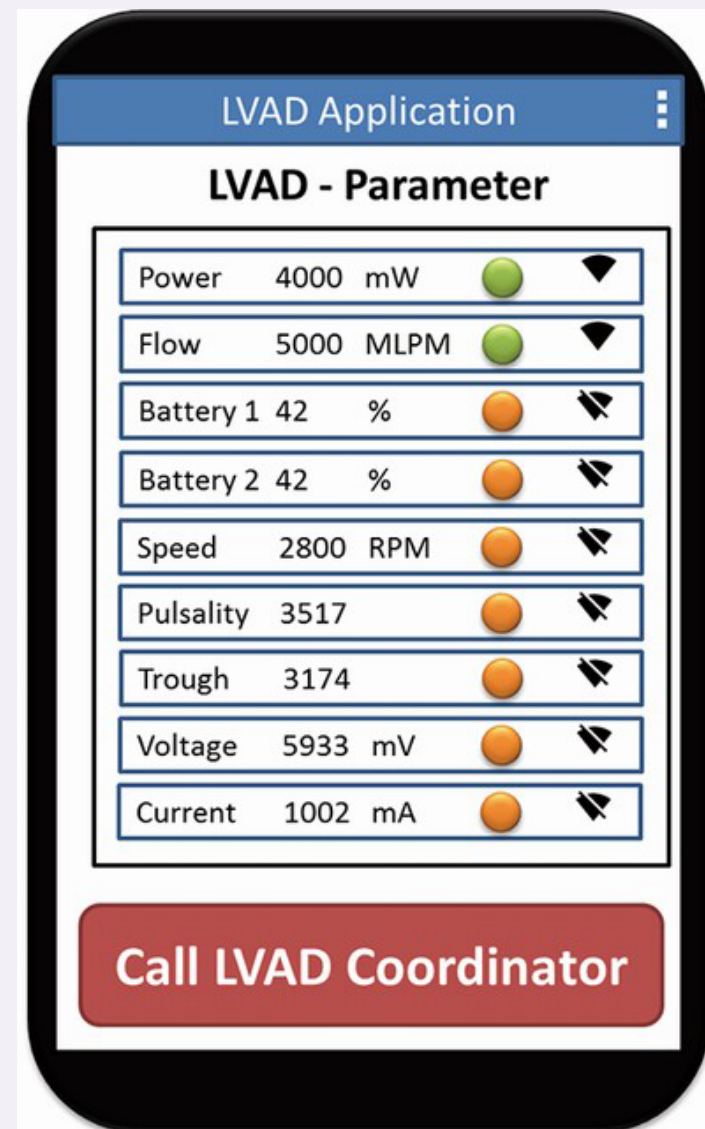 LVAD Application
LVAD - Parameter
Power 4000 mW
Flow 5000 MLPM
Battery 1 42 %
Battery 2 42 %
Speed 2800 RPM
Pulsality 3517
Trough 3174
Voltage 5933 mV
Current 1002 mA
Call LVAD Coordinator